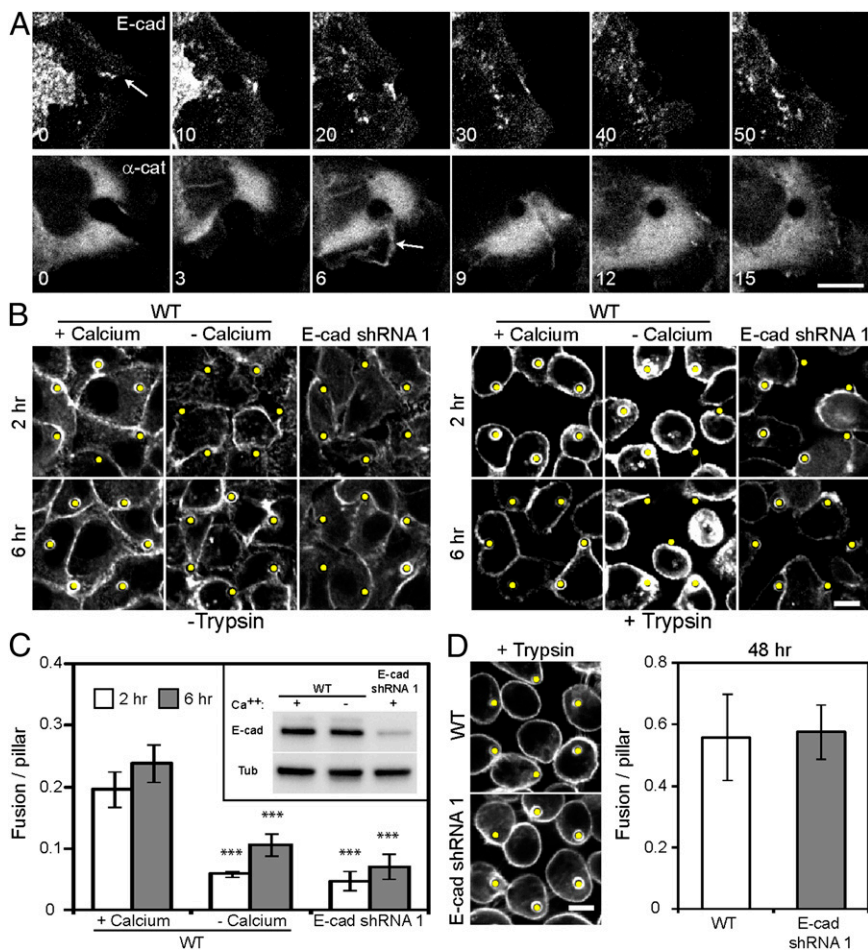 A
E-cad
0 10 20 30 40 50
α-cat
0 3 6 9 12 15
B
WT
+ Calcium - Calcium E-cad shRNA 1
2 hr
6 hr
-Trypsin
WT
+ Calcium - Calcium E-cad shRNA 1
2 hr
6 hr
+ Trypsin
C
0.4
0.3
0.2
0.1
0
Fusion / pillar
2 hr 6 hr
WT E-cad shRNA 1
Ca++: + - +
E-cad
Tub
*** *** *** ***
+ Calcium - Calcium E-cad shRNA 1
WT
D
+ Trypsin
WT
E-cad shRNA 1
48 hr
0.8
0.6
0.4
0.2
0
Fusion / pillar
WT E-cad
shRNA 1